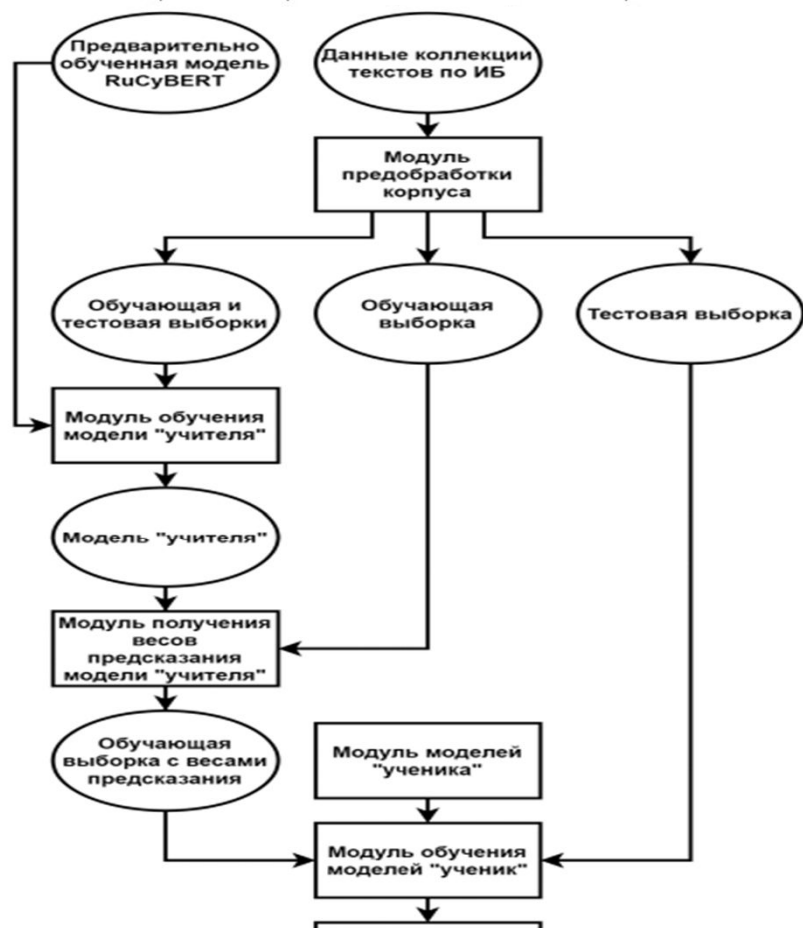 Предварительно
обученная модель
RuCyBERT
Данные коллекции
текстов по ИБ
Модуль
предобработки
корпуса
Обучающая и
тестовая выборки
Обучающая
выборка
Тестовая выборка
Модуль обучения
модели "учителя"
Модель "учителя"
Модуль получения
весов
предсказания
модели "учителя"
Обучающая
выборка с весами
предсказания
Модуль моделей
"ученика"
Модуль обучения
моделей "ученик"